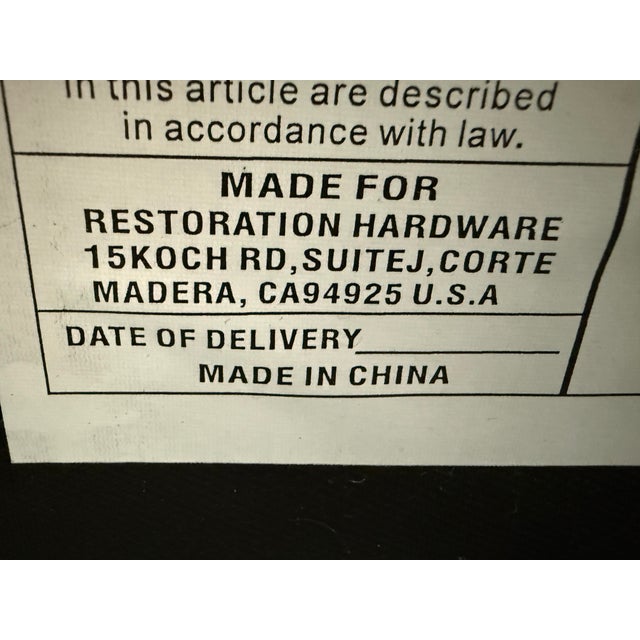 in this article are described
in accordance with law.
MADE FOR
RESTORATION HARDWARE
15KOCH RD,SUITEJ,CORTE
MADERA, CA94925 U.S.A
DATE OF DELIVERY
MADE IN CHINA